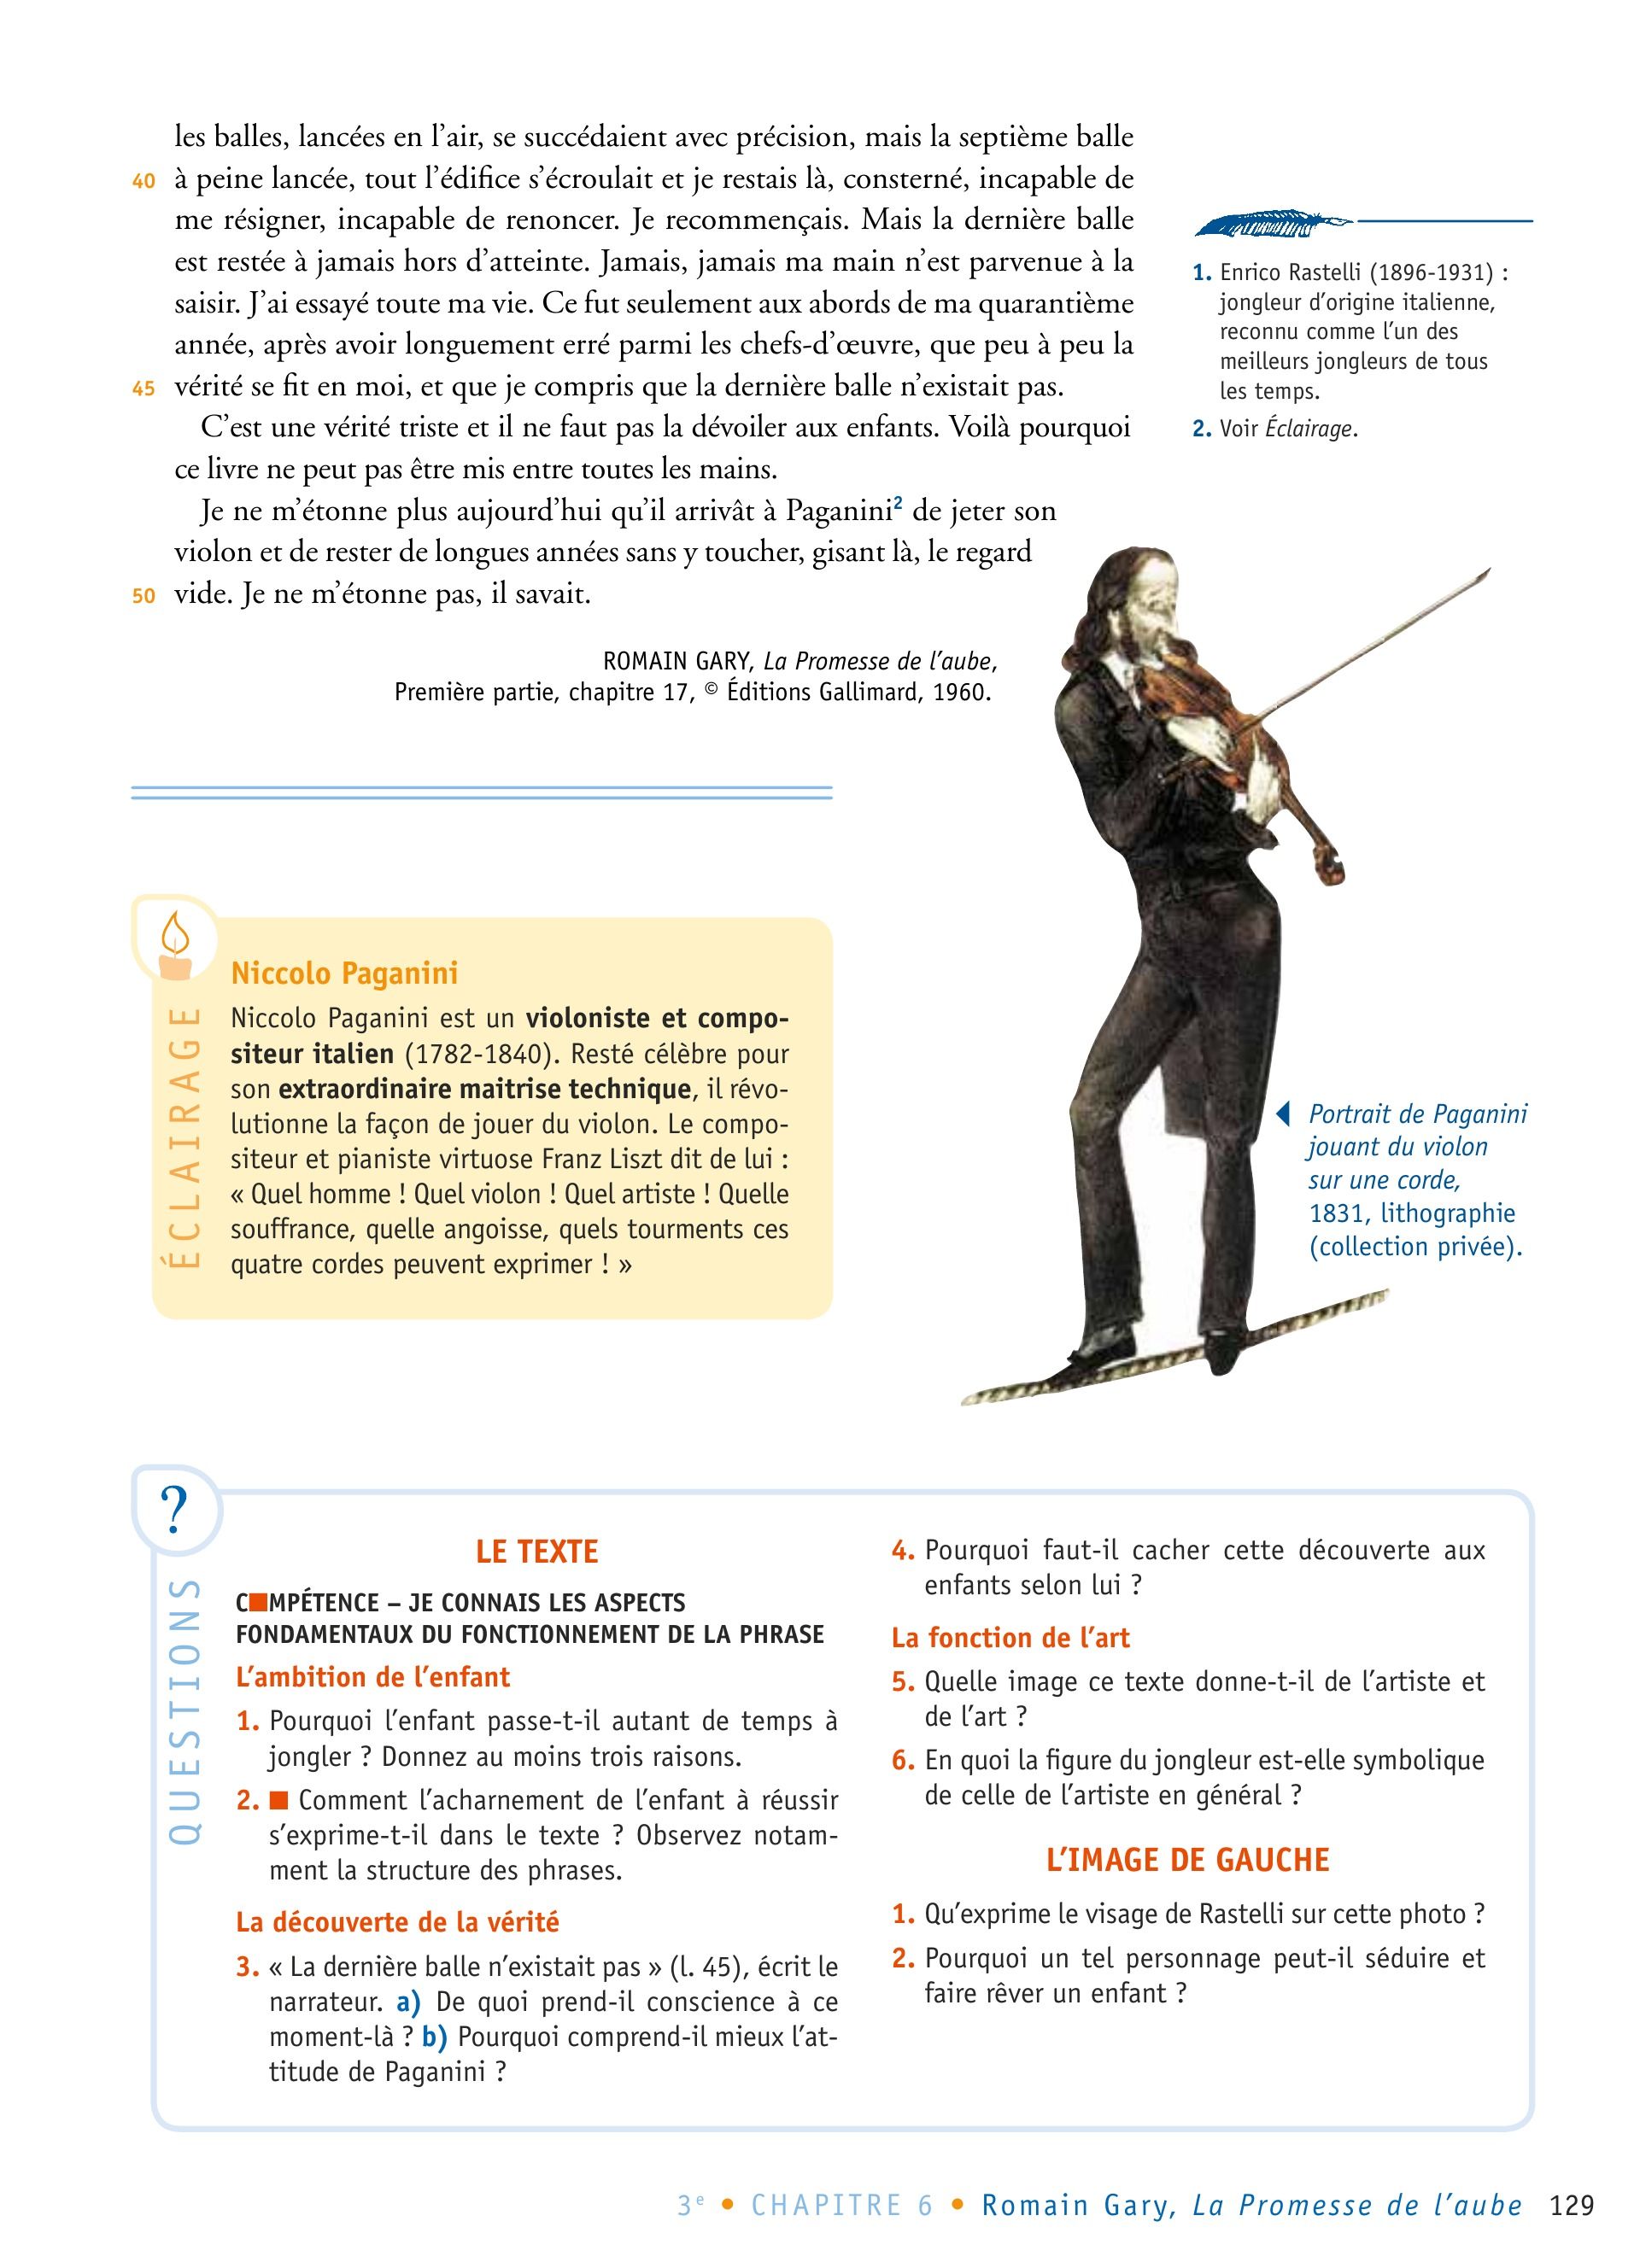 les balles, lancées en l’air, se succédaient avec précision, mais la septième balle
40 à peine lancée, tout l’édifice s’écroulait et je restais là, consterné, incapable de
me résigner, incapable de renoncer. Je recommençais. Mais la dernière balle
est restée à jamais hors d’atteinte. Jamais, jamais ma main n’est parvenue à la
saisir. J’ai essayé toute ma vie. Ce fut seulement aux abords de ma quarantième
année, après avoir longuement erré parmi les chefs-d’œuvre, que peu à peu la
45 vérité se fit en moi, et que je compris que la dernière balle n’existait pas.
C’est une vérité triste et il ne faut pas la dévoiler aux enfants. Voilà pourquoi
ce livre ne peut pas être mis entre toutes les mains.
Je ne m’étonne plus aujourd’hui qu’il arrivât à Paganini2 de jeter son
violon et de rester de longues années sans y toucher, gisant là, le regard
50 vide. Je ne m’étonne pas, il savait.
ROMAIN GARY, La Promesse de l’aube,
Première partie, chapitre 17, © Éditions Gallimard, 1960.
1. Enrico Rastelli (1896-1931) :
jongleur d’origine italienne,
reconnu comme l’un des
meilleurs jongleurs de tous
les temps.
2. Voir Éclairage.
ÉCLAIRAGE
Niccolo Paganini
Niccolo Paganini est un violoniste et compo-
siteur italien (1782-1840). Resté célèbre pour
son extraordinaire maitrise technique, il révo-
lutionne la façon de jouer du violon. Le compo-
siteur et pianiste virtuose Franz Liszt dit de lui :
« Quel homme ! Quel violon ! Quel artiste ! Quelle
souffrance, quelle angoisse, quels tourments ces
quatre cordes peuvent exprimer ! »
Portrait de Paganini
jouant du violon
sur une corde,
1831, lithographie
(collection privée).
?
QUESTIONS
LE TEXTE
C■MPÉTENCE – JE CONNAIS LES ASPECTS
FONDAMENTAUX DU FONCTIONNEMENT DE LA PHRASE
L’ambition de l’enfant
1. Pourquoi l’enfant passe-t-il autant de temps à
jongler ? Donnez au moins trois raisons.
2. ■ Comment l’acharnement de l’enfant à réussir
s’exprime-t-il dans le texte ? Observez notam-
ment la structure des phrases.
La découverte de la vérité
3. « La dernière balle n’existait pas » (l. 45), écrit le
narrateur. a) De quoi prend-il conscience à ce
moment-là ? b) Pourquoi comprend-il mieux l’at-
titude de Paganini ?
4. Pourquoi faut-il cacher cette découverte aux
enfants selon lui ?
La fonction de l’art
5. Quelle image ce texte donne-t-il de l’artiste et
de l’art ?
6. En quoi la figure du jongleur est-elle symbolique
de celle de l’artiste en général ?
L’IMAGE DE GAUCHE
1. Qu’exprime le visage de Rastelli sur cette photo ?
2. Pourquoi un tel personnage peut-il séduire et
faire rêver un enfant ?
3e • CHAPITRE 6 • Romain Gary, La Promesse de l’aube 129